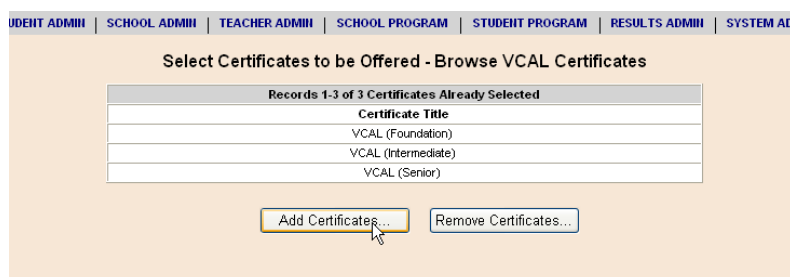 UDENT ADMIN | SCHOOL ADMIN | TEACHER ADMIN | SCHOOL PROGRAM | STUDENT PROGRAM | RESULTS ADMIN | SYSTEM AD
Select Certificates to be Offered - Browse VCAL Certificates
Records 1-3 of 3 Certificates Already Selected
Certificate Title
VCAL (Foundation)
VCAL (Intermediate)
VCAL (Senior)
Add Certificates... Remove Certificates...